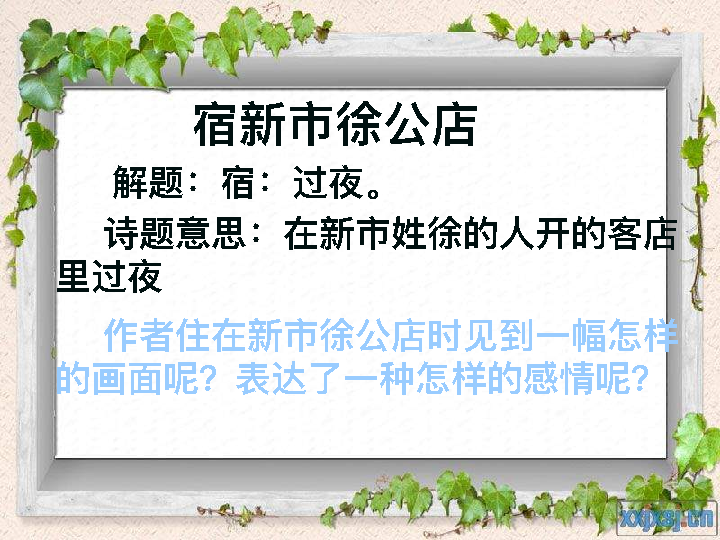 宿新市徐公店
解题：宿：过夜。
诗题意思：在新市姓徐的人开的客店
里过夜
作者住在新市徐公店时见到一幅怎样
的画面呢？表达了一种怎样的感情呢？
xxjxsj.cn